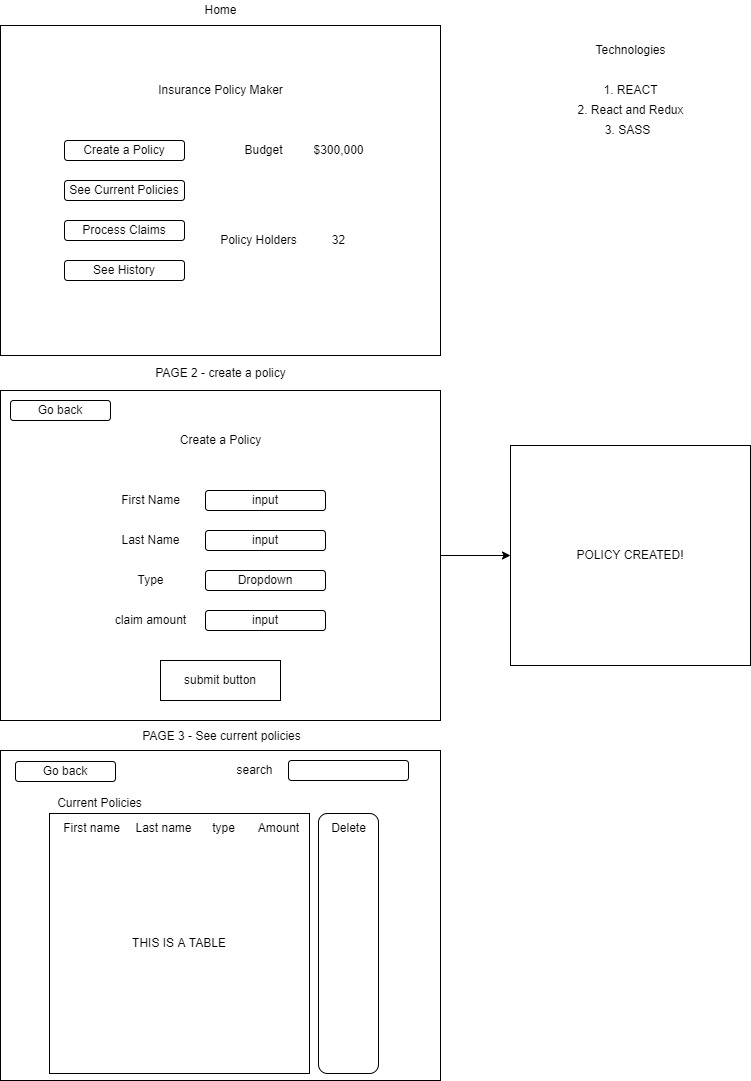 Home
Technologies
1. REACT
2. React and Redux
3. SASS
Insurance Policy Maker
Create a Policy
Budget $300,000
See Current Policies
Process Claims
Policy Holders 32
See History
PAGE 2 - create a policy
Go back
Create a Policy
First Name input
Last Name input
Type Dropdown
claim amount input
submit button
POLICY CREATED!
PAGE 3 - See current policies
Go back
search
Current Policies
First name Last name type Amount Delete
THIS IS A TABLE